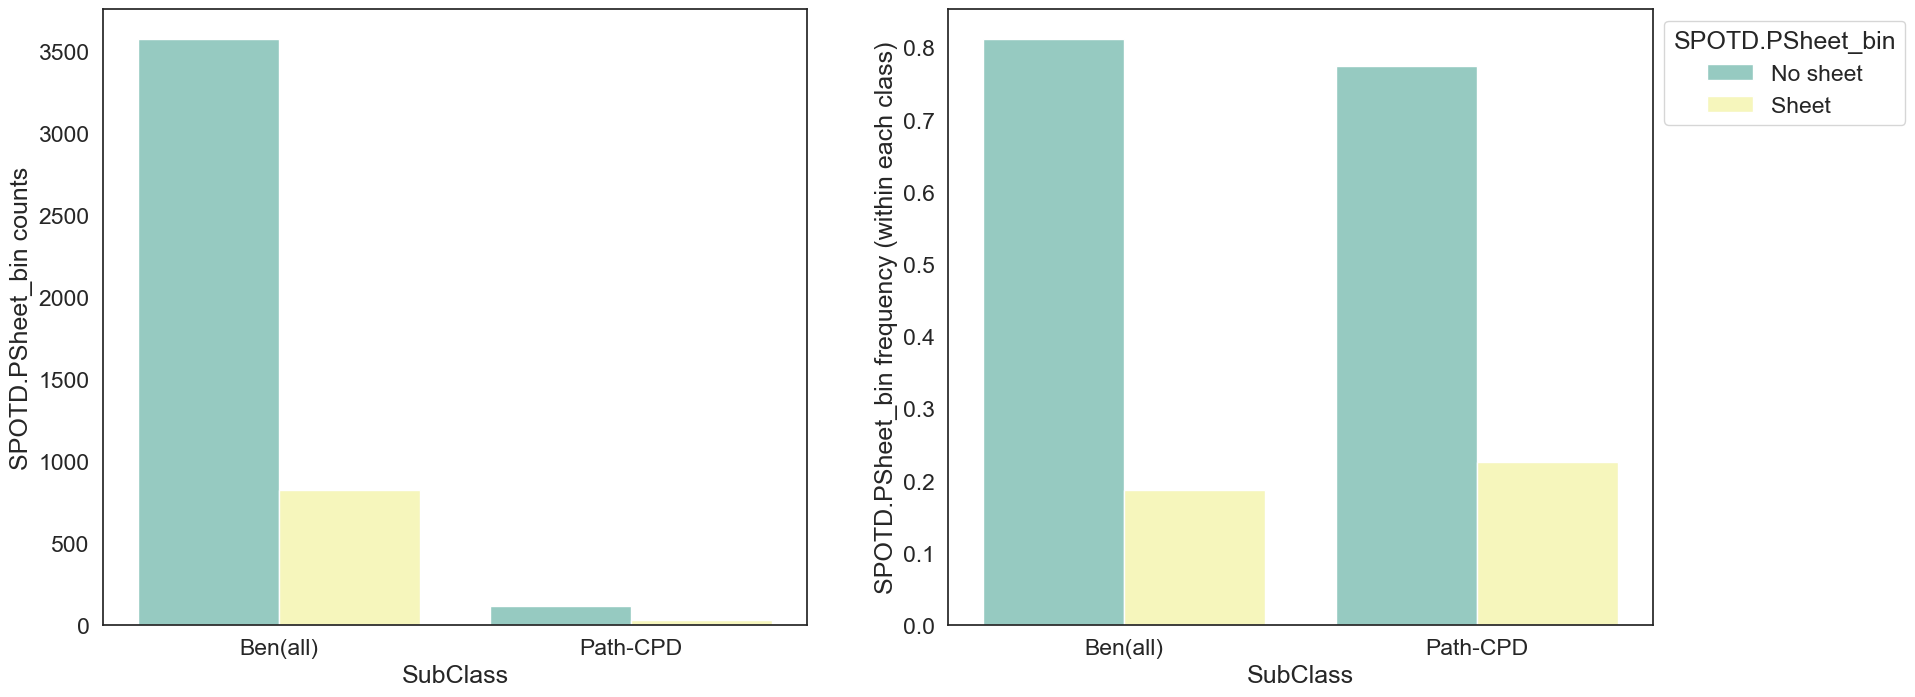 SPOTD.PSheet_bin counts
3500
3000
2500
2000
1500
1000
500
0
Ben(all)
Path-CPD
SubClass
SPOTD.PSheet_bin frequency (within each class)
0.8
0.7
0.6
0.5
0.4
0.3
0.2
0.1
0.0
Ben(all)
Path-CPD
SubClass
SPOTD.PSheet_bin
No sheet
Sheet